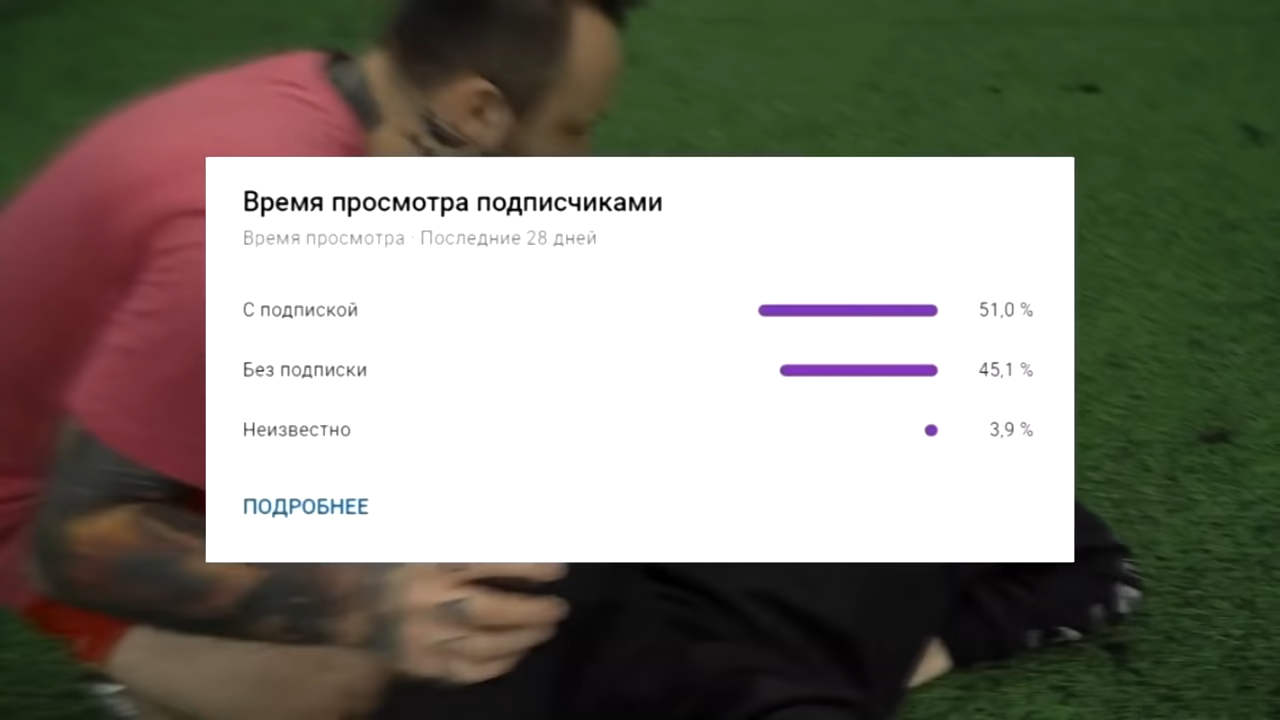 Время просмотра подписчиками
Время просмотра · Последние 28 дней
С подпиской 51,0 %
Без подписки 45,1 %
Неизвестно 3,9 %
ПОДРОБНЕЕ